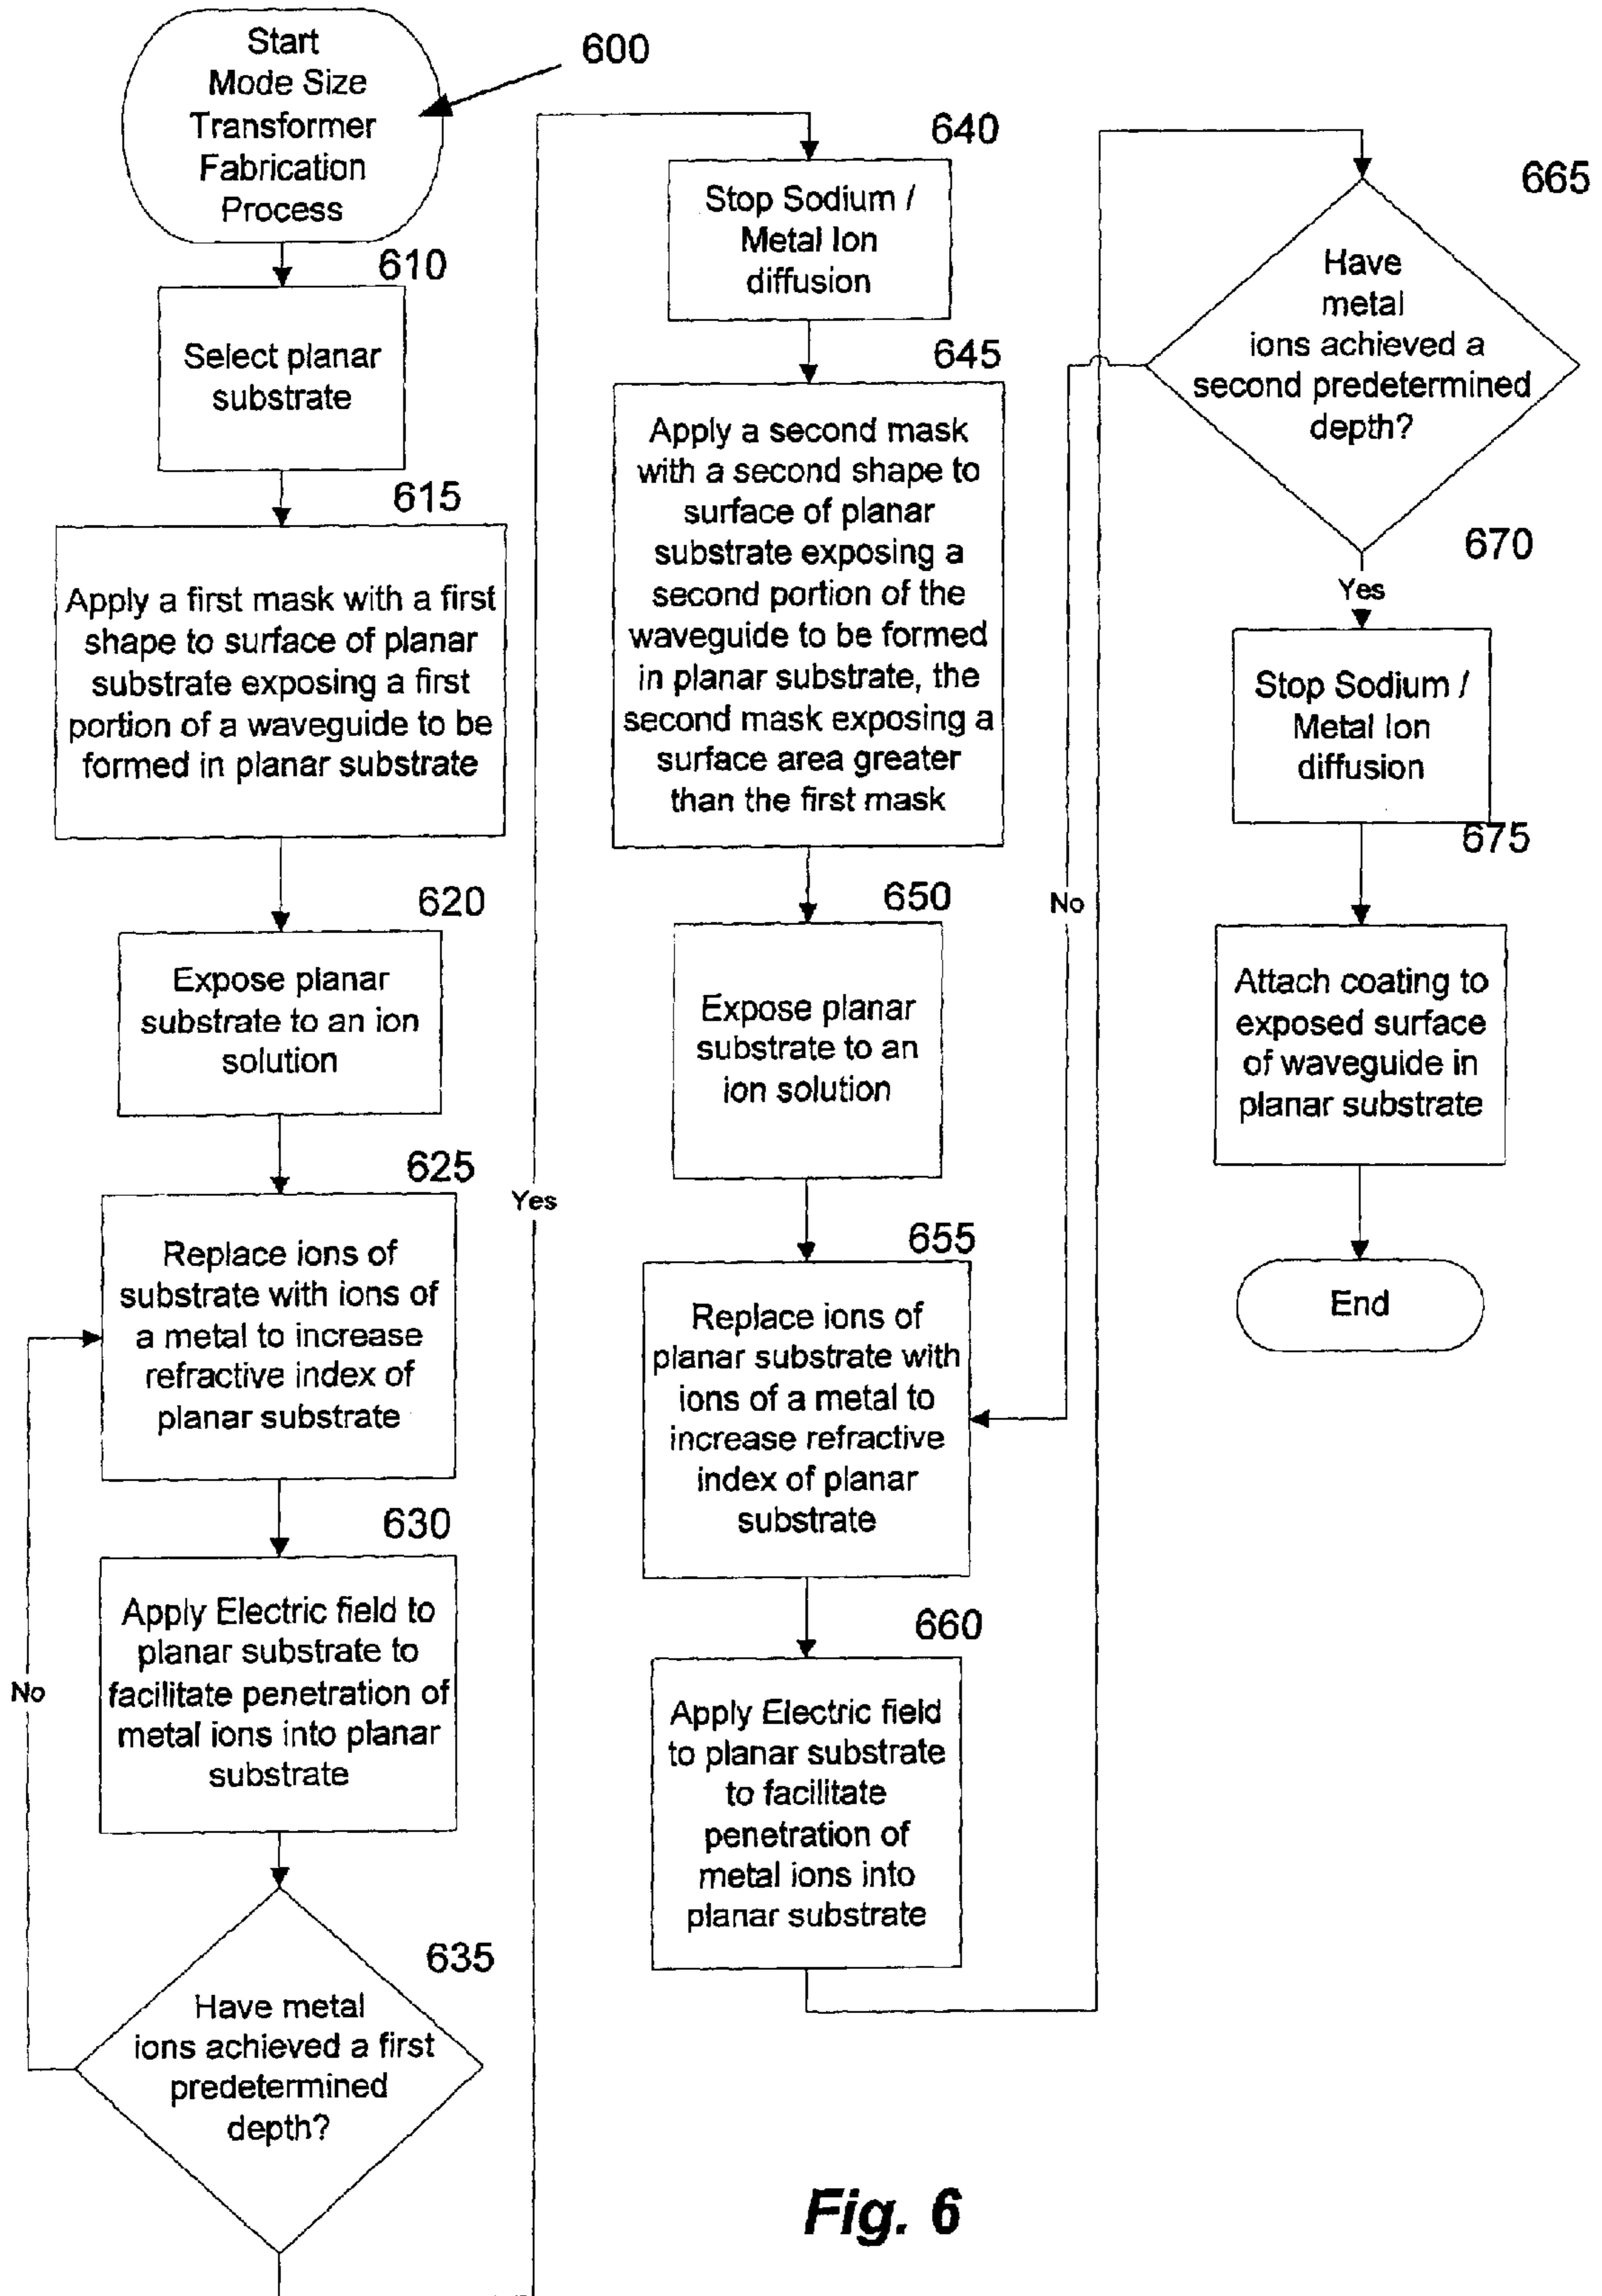 Start
Mode Size
Transformer
Fabrication
Process
600
610
Select planar
substrate
615
Apply a first mask with a first
shape to surface of planar
substrate exposing a first
portion of a waveguide to be
formed in planar substrate
620
Expose planar
substrate to an ion
solution
625
Replace ions of
substrate with ions of
a metal to increase
refractive index of
planar substrate
630
Apply Electric field to
planar substrate to
facilitate penetration of
metal ions into planar
substrate
No
635
Have metal
ions achieved a first
predetermined
depth?
Yes
640
Stop Sodium /
Metal Ion
diffusion
645
Apply a second mask
with a second shape to
surface of planar
substrate exposing a
second portion of the
waveguide to be formed
in planar substrate, the
second mask exposing a
surface area greater
than the first mask
650
Expose planar
substrate to an
ion solution
655
Replace ions of
planar substrate with
ions of a metal to
increase refractive
index of planar
substrate
660
Apply Electric field
to planar substrate
to facilitate
penetration of
metal ions into
planar substrate
665
Have
metal
ions achieved a
second predetermined
depth?
No
670
Yes
Stop Sodium /
Metal Ion
diffusion
675
Attach coating to
exposed surface
of waveguide in
planar substrate
End
Fig. 6